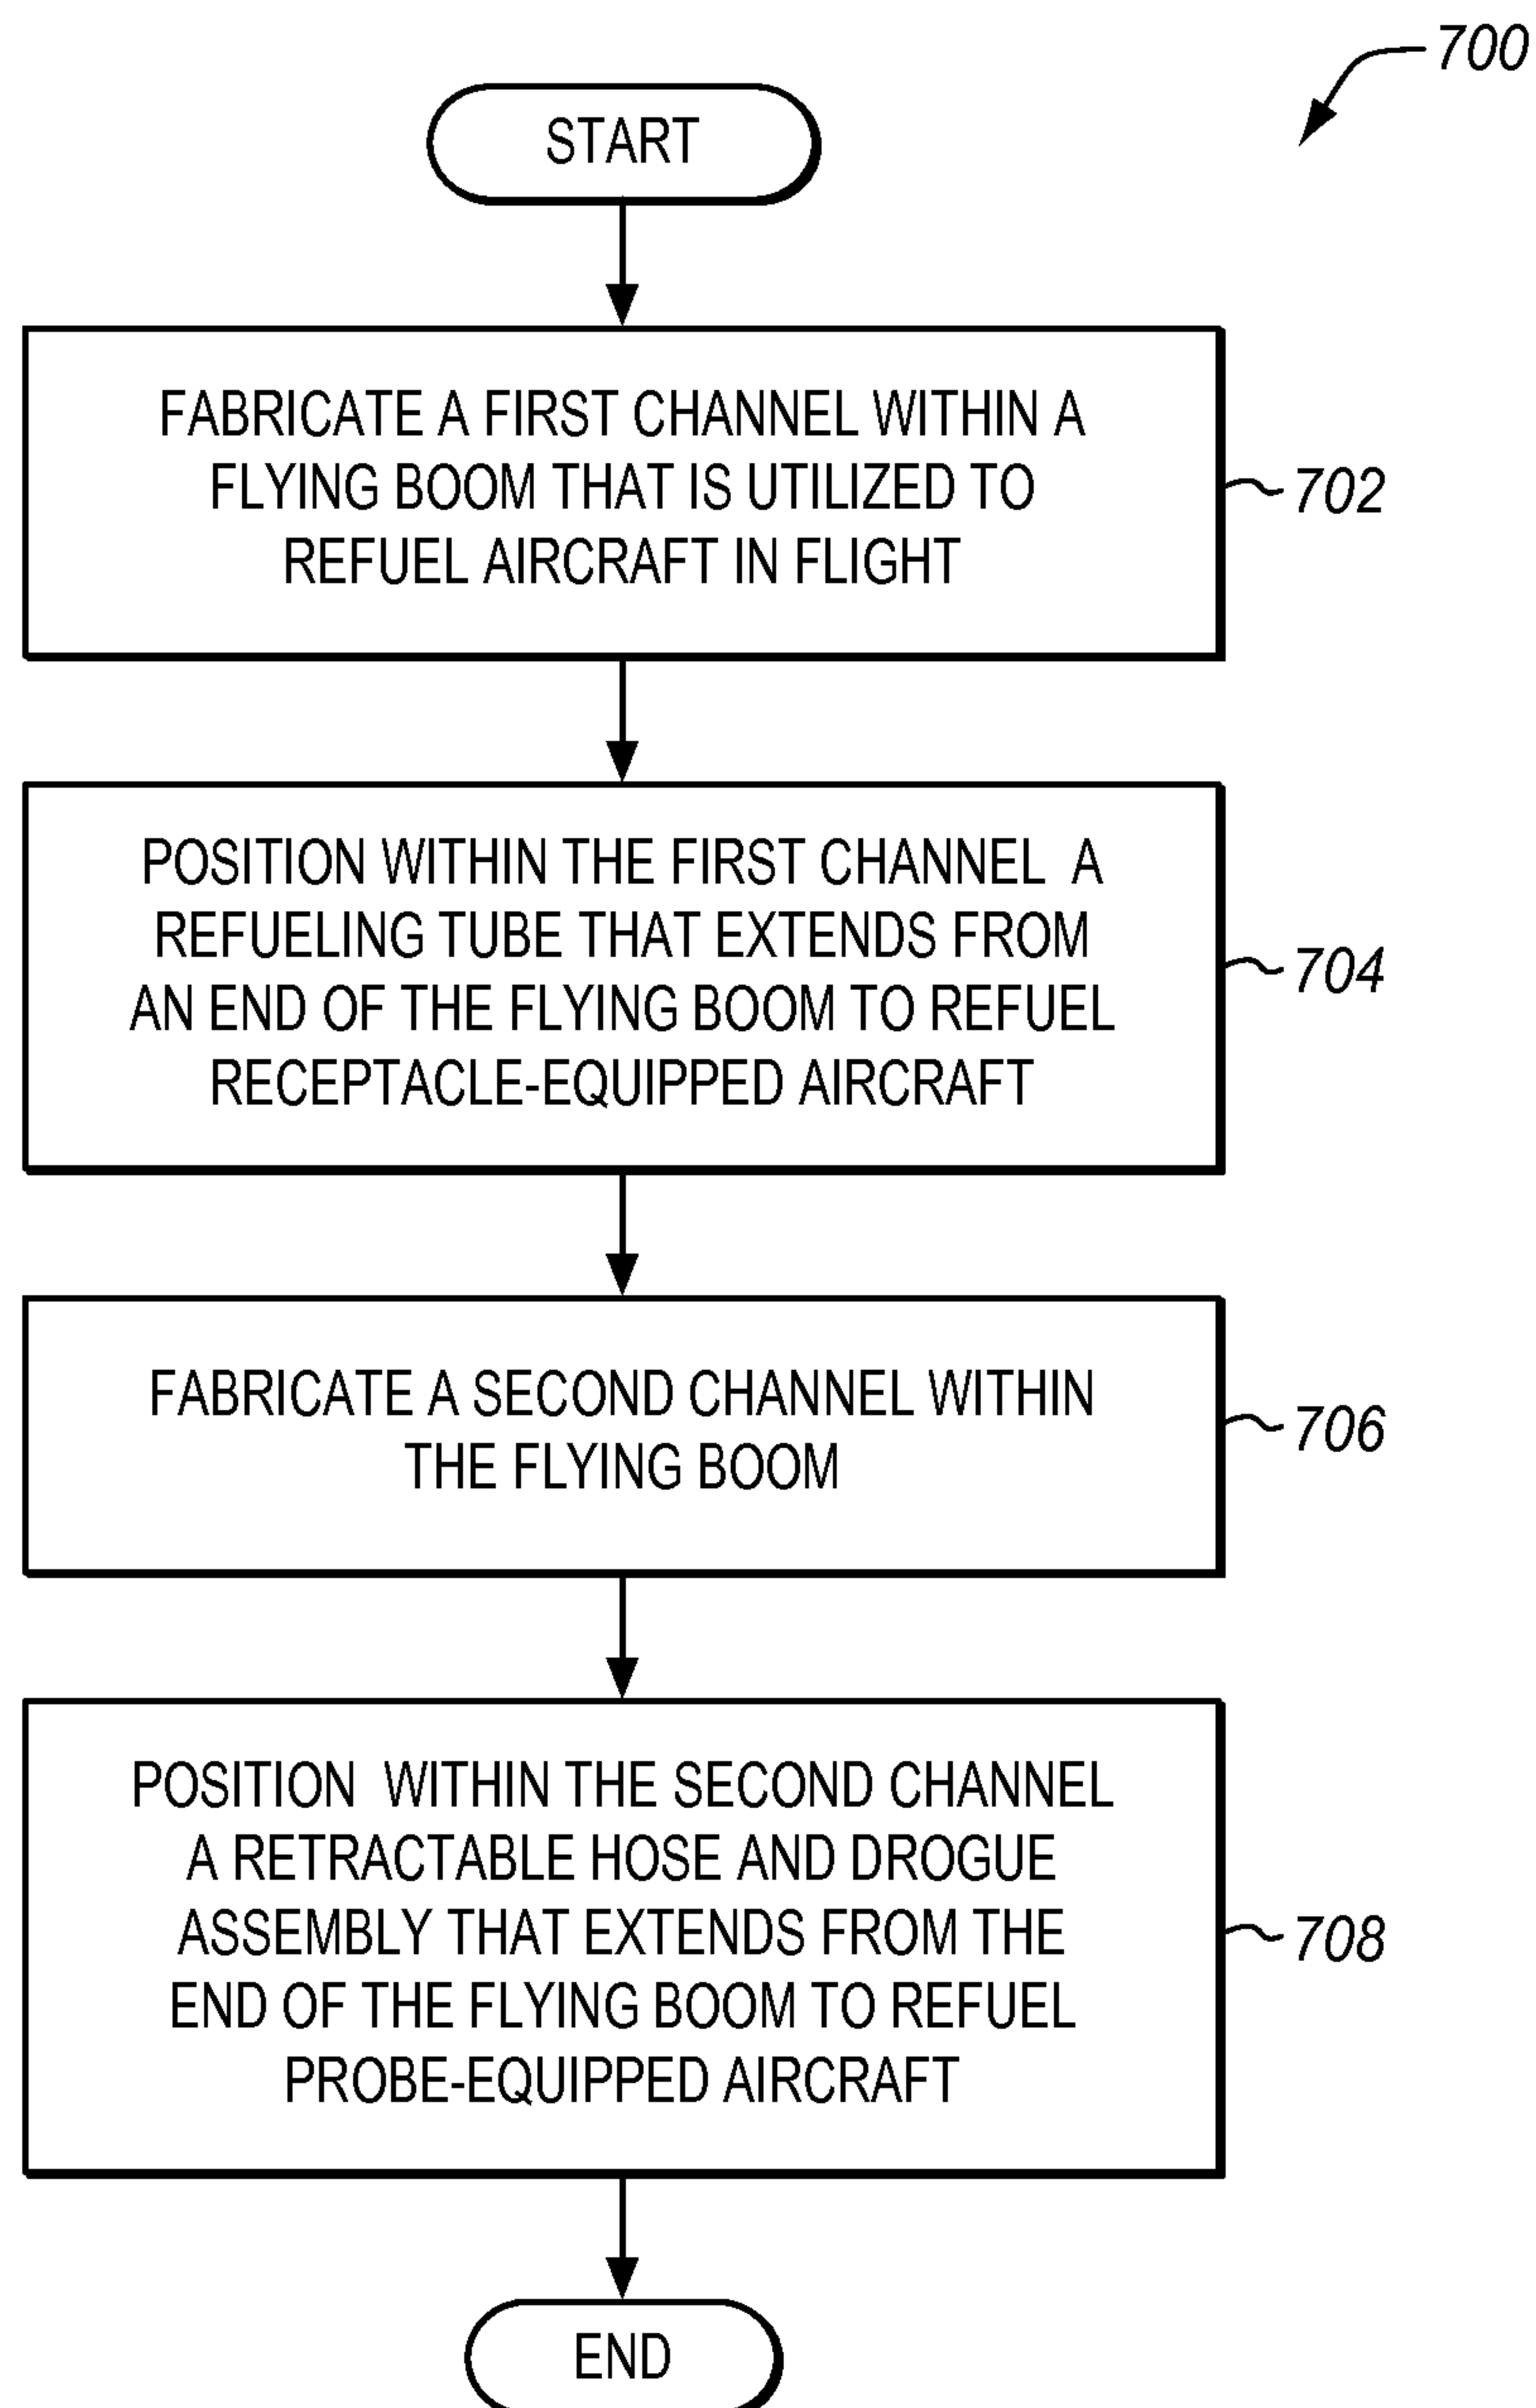 700
START
FABRICATE A FIRST CHANNEL WITHIN A
FLYING BOOM THAT IS UTILIZED TO
REFUEL AIRCRAFT IN FLIGHT
702
POSITION WITHIN THE FIRST CHANNEL A
REFUELING TUBE THAT EXTENDS FROM
AN END OF THE FLYING BOOM TO REFUEL
RECEPTACLE-EQUIPPED AIRCRAFT
704
FABRICATE A SECOND CHANNEL WITHIN
THE FLYING BOOM
706
POSITION WITHIN THE SECOND CHANNEL
A RETRACTABLE HOSE AND DROGUE
ASSEMBLY THAT EXTENDS FROM THE
END OF THE FLYING BOOM TO REFUEL
PROBE-EQUIPPED AIRCRAFT
708
END